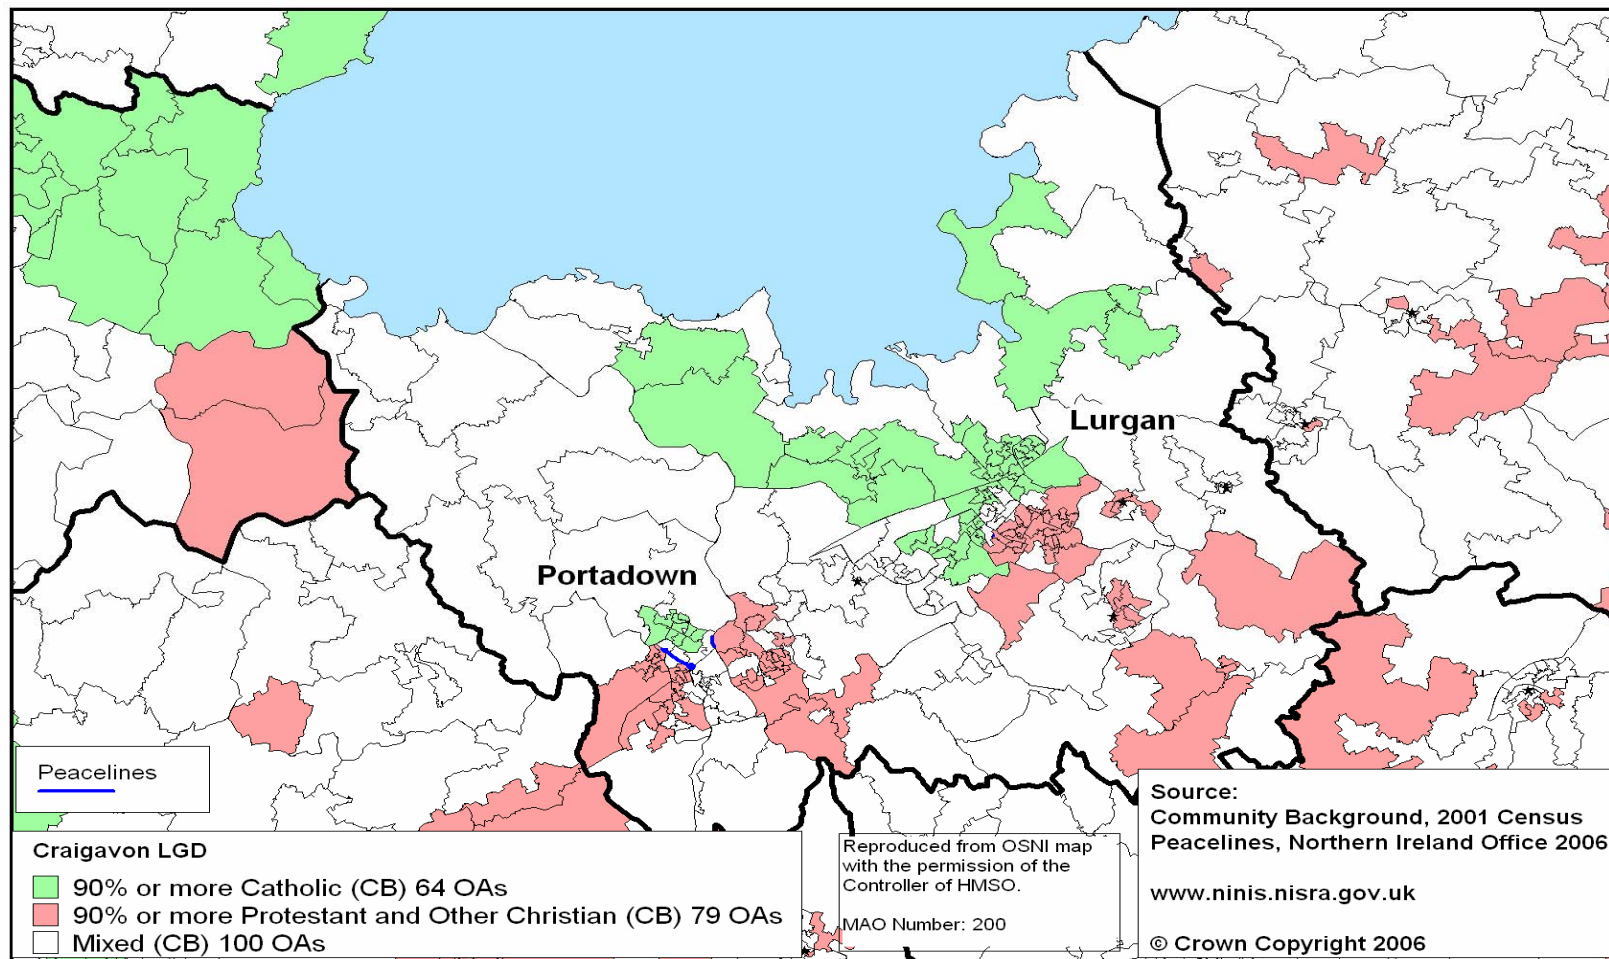 Lurgan
Portadown
Peacelines
Craigavon LGD
90% or more Catholic (CB) 64 OAs
90% or more Protestant and Other Christian (CB) 79 OAs
Mixed (CB) 100 OAs
Reproduced from OSNI map
with the permission of the
Controller of HMSO.
MAO Number: 200
Source:
Community Background, 2001 Census
Peacelines, Northern Ireland Office 2006
www.ninis.nisra.gov.uk
© Crown Copyright 2006